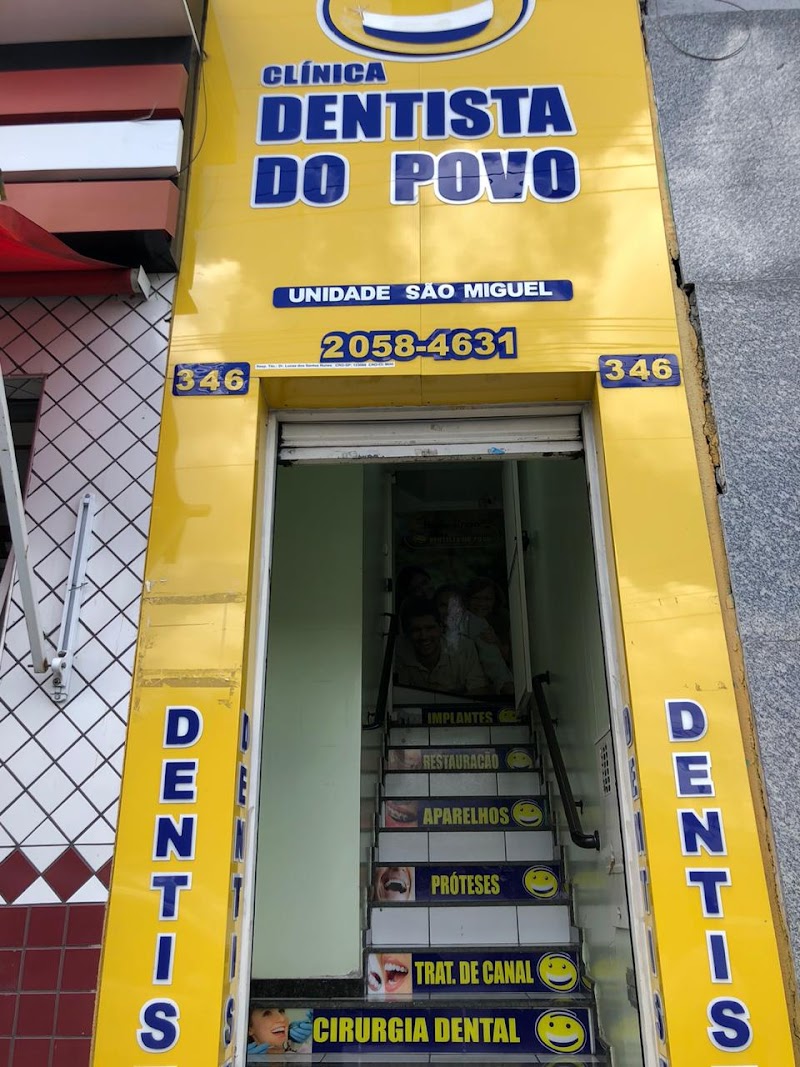 CLÍNICA
DENTISTA
DO POVO
UNIDADE SÃO MIGUEL
2058-4631
346
346
IMPLANTES
RESTAURAÇÃO
APARELHOS
PRÓTESES
TRAT. DE CANAL
CIRURGIA DENTAL
DENTIS
DENTIS
DENTIS